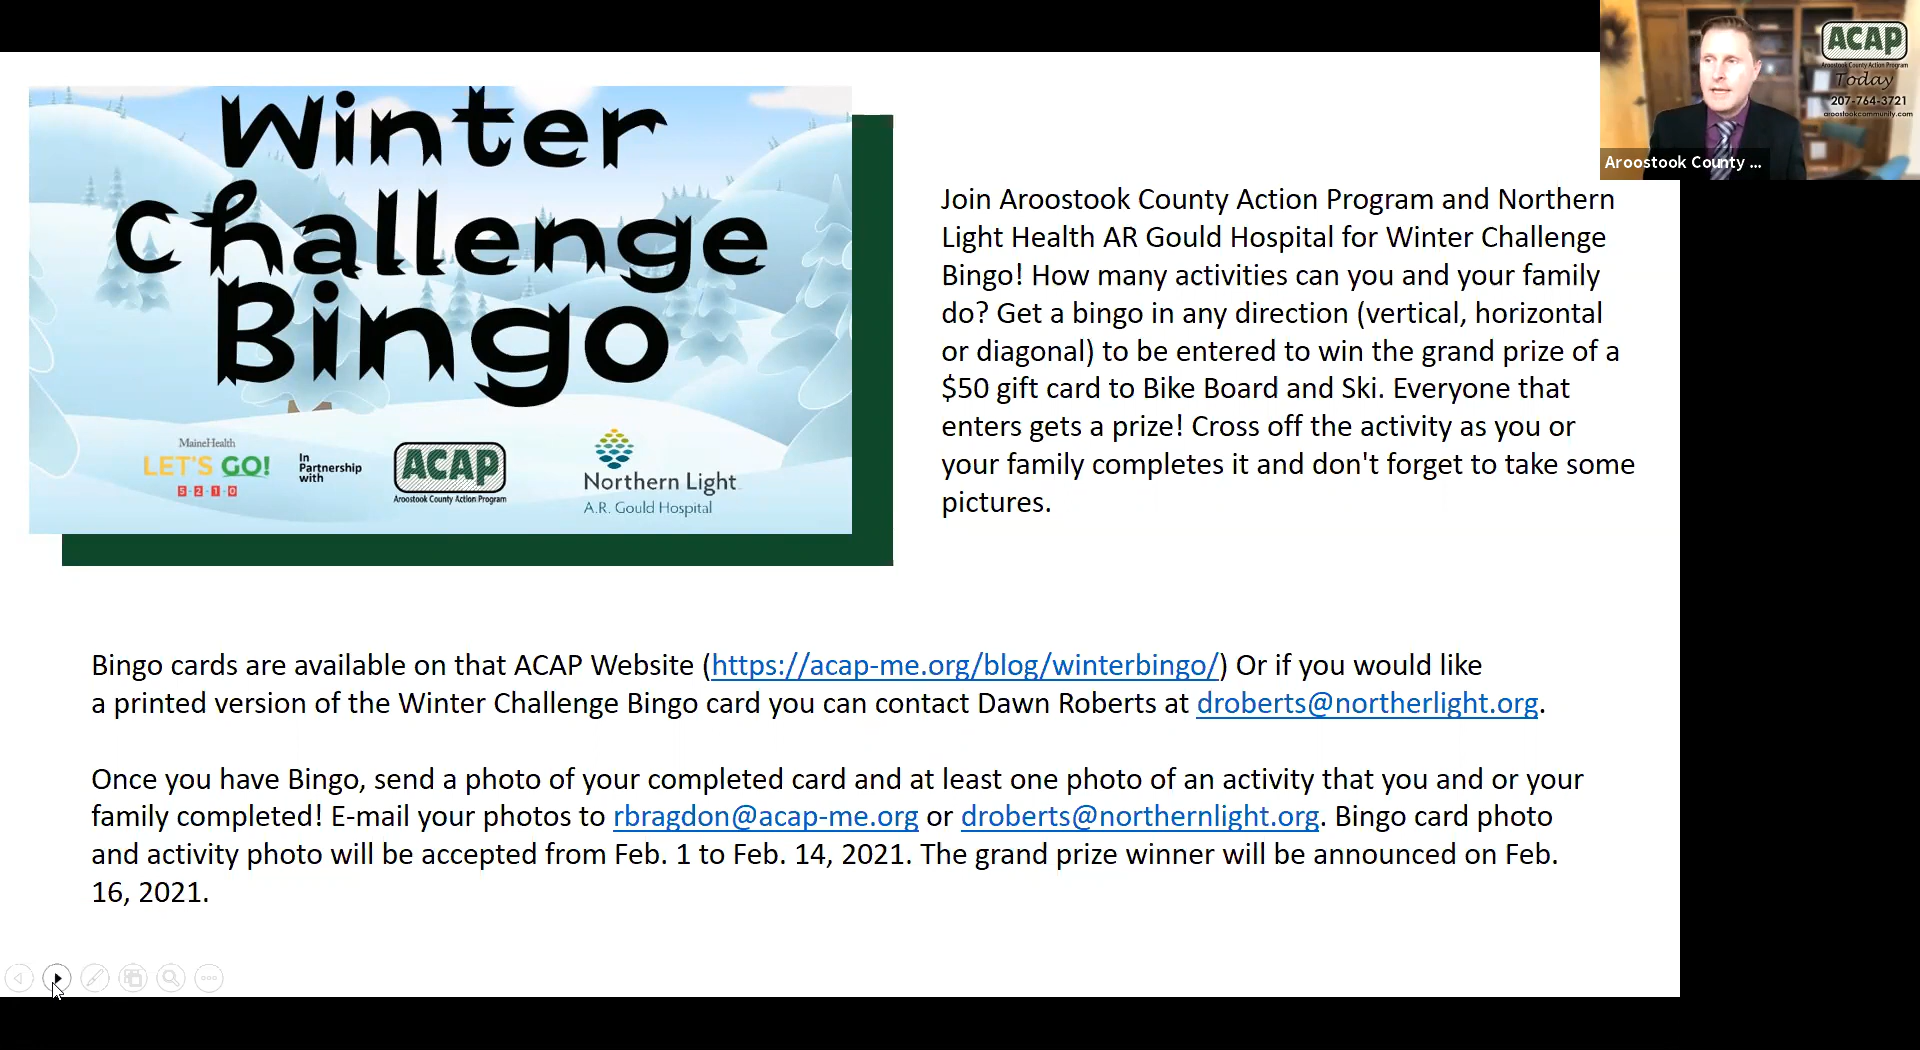 Winter
Challenge
Bingo
MaineHealth
LET'S GO!
5-2-1-0
In
Partnership
with
ACAP
Aroostook County Action Program
Northern Light
A.R. Gould Hospital
Join Aroostook County Action Program and Northern
Light Health AR Gould Hospital for Winter Challenge
Bingo! How many activities can you and your family
do? Get a bingo in any direction (vertical, horizontal
or diagonal) to be entered to win the grand prize of a
$50 gift card to Bike Board and Ski. Everyone that
enters gets a prize! Cross off the activity as you or
your family completes it and don't forget to take some
pictures.
ACAP
Aroostook County Action Program
Today
207-764-3721
aroostookcommunity.com
Aroostook County ...
Bingo cards are available on that ACAP Website (https://acap-me.org/blog/winterbingo/) Or if you would like
a printed version of the Winter Challenge Bingo card you can contact Dawn Roberts at droberts@northerlight.org.
Once you have Bingo, send a photo of your completed card and at least one photo of an activity that you and or your
family completed! E-mail your photos to rbragdon@acap-me.org or droberts@northernlight.org. Bingo card photo
and activity photo will be accepted from Feb. 1 to Feb. 14, 2021. The grand prize winner will be announced on Feb.
16, 2021.